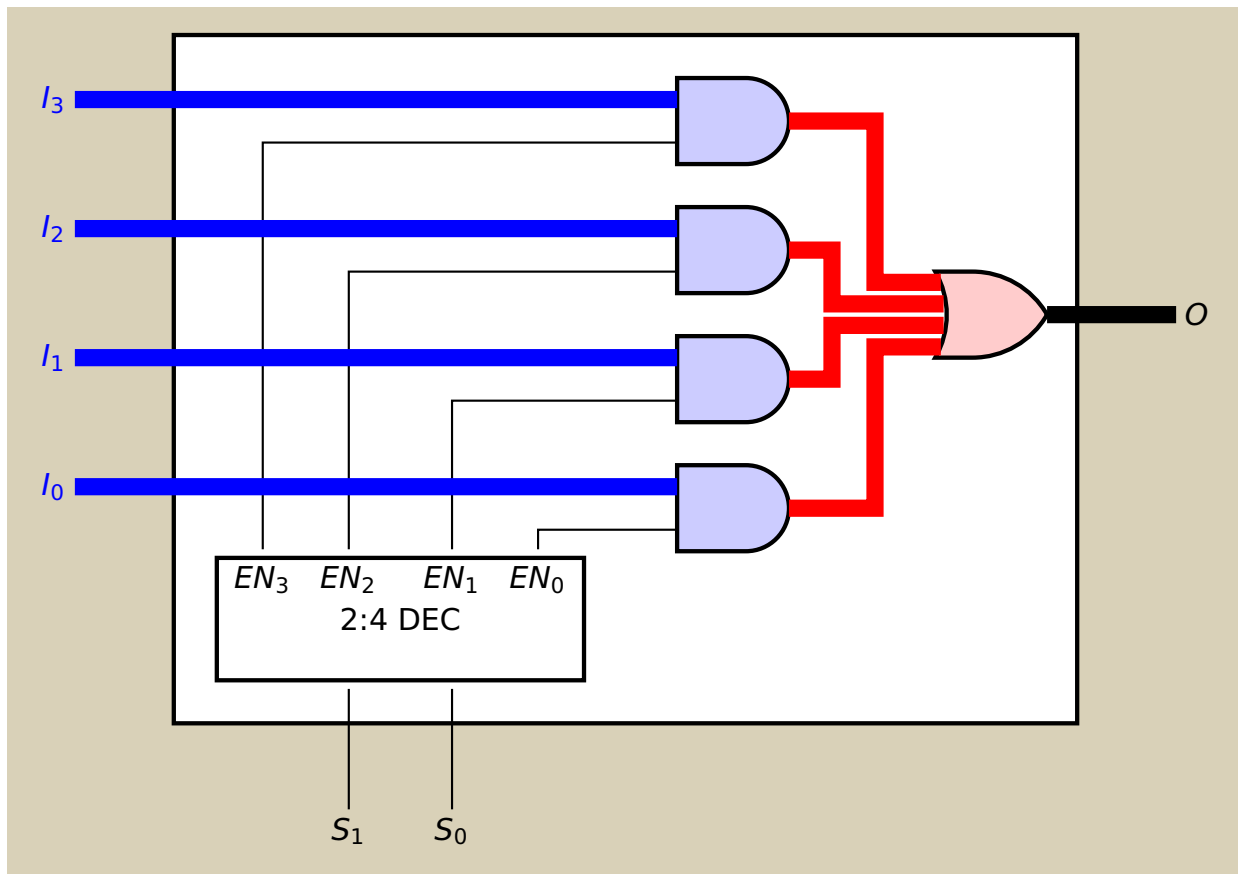 I₃
I₂
I₁
I₀
O
EN₃ EN₂ EN₁ EN₀
2:4 DEC
S₁ S₀